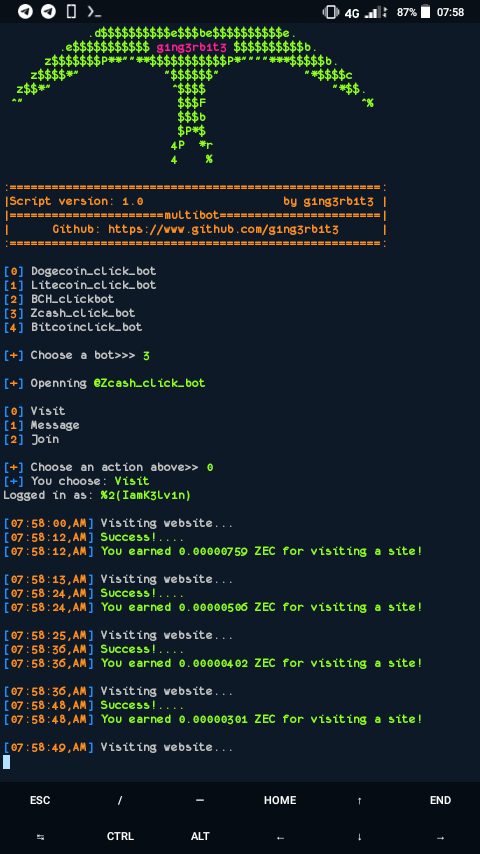 4G 87% 07:58
.d$$$$$$$$$$e$$$be$$$$$$$$$$e.
.e$$$$$$$$$$$ g1ng3rb1t3 $$$$$$$$$$b.
z$$$$$$$P**""**$$$$$$$$$$$P*""""***$$$$$b.
z$$$$*" "$$$$$$" "*$$$$c
z$$*" ^$$$$ "*$$.
^" $$$F ^%
$$$b
$P*$
4P *r
4 %
:=====================================================:
|Script version: 1.0 by g1ng3rb1t3 |
|======================multibot=======================|
| Github: https://www.github.com/g1ng3rb1t3 |
:=====================================================:
[0] Dogecoin_click_bot
[1] Litecoin_click_bot
[2] BCH_clickbot
[3] Zcash_click_bot
[4] Bitcoinclick_bot
[+] Choose a bot>>> 3
[+] Openning @Zcash_click_bot
[0] Visit
[1] Message
[2] Join
[+] Choose an action above>> 0
[+] You choose: Visit
Logged in as: %2(IamK3lv1n)
[07:58:00,AM] Visiting website...
[07:58:12,AM] Success!....
[07:58:12,AM] You earned 0.00000759 ZEC for visiting a site!
[07:58:13,AM] Visiting website...
[07:58:24,AM] Success!....
[07:58:24,AM] You earned 0.00000506 ZEC for visiting a site!
[07:58:25,AM] Visiting website...
[07:58:36,AM] Success!....
[07:58:36,AM] You earned 0.00000402 ZEC for visiting a site!
[07:58:36,AM] Visiting website...
[07:58:48,AM] Success!....
[07:58:48,AM] You earned 0.00000301 ZEC for visiting a site!
[07:58:49,AM] Visiting website...
ESC / — HOME ↑ END
↹ CTRL ALT ← ↓ →